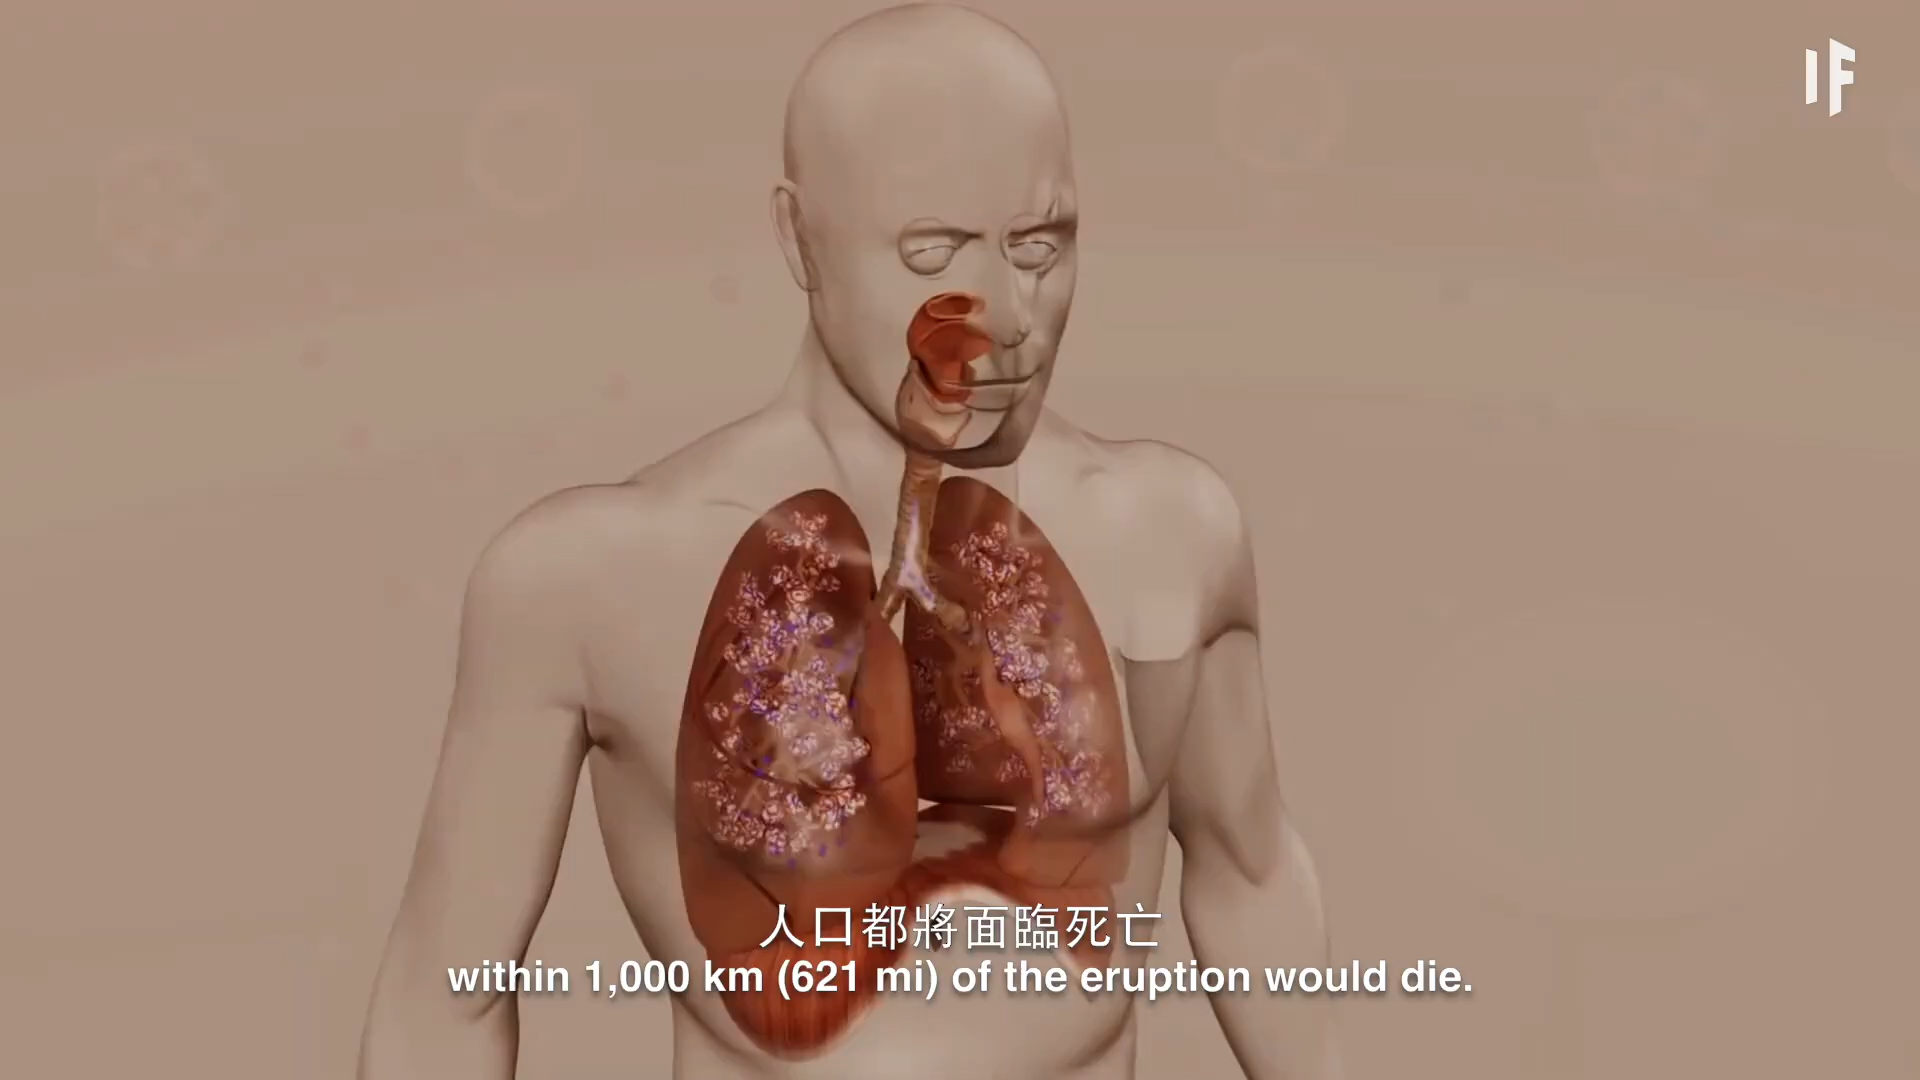 IF
人口都將面臨死亡
within 1,000 km (621 mi) of the eruption would die.